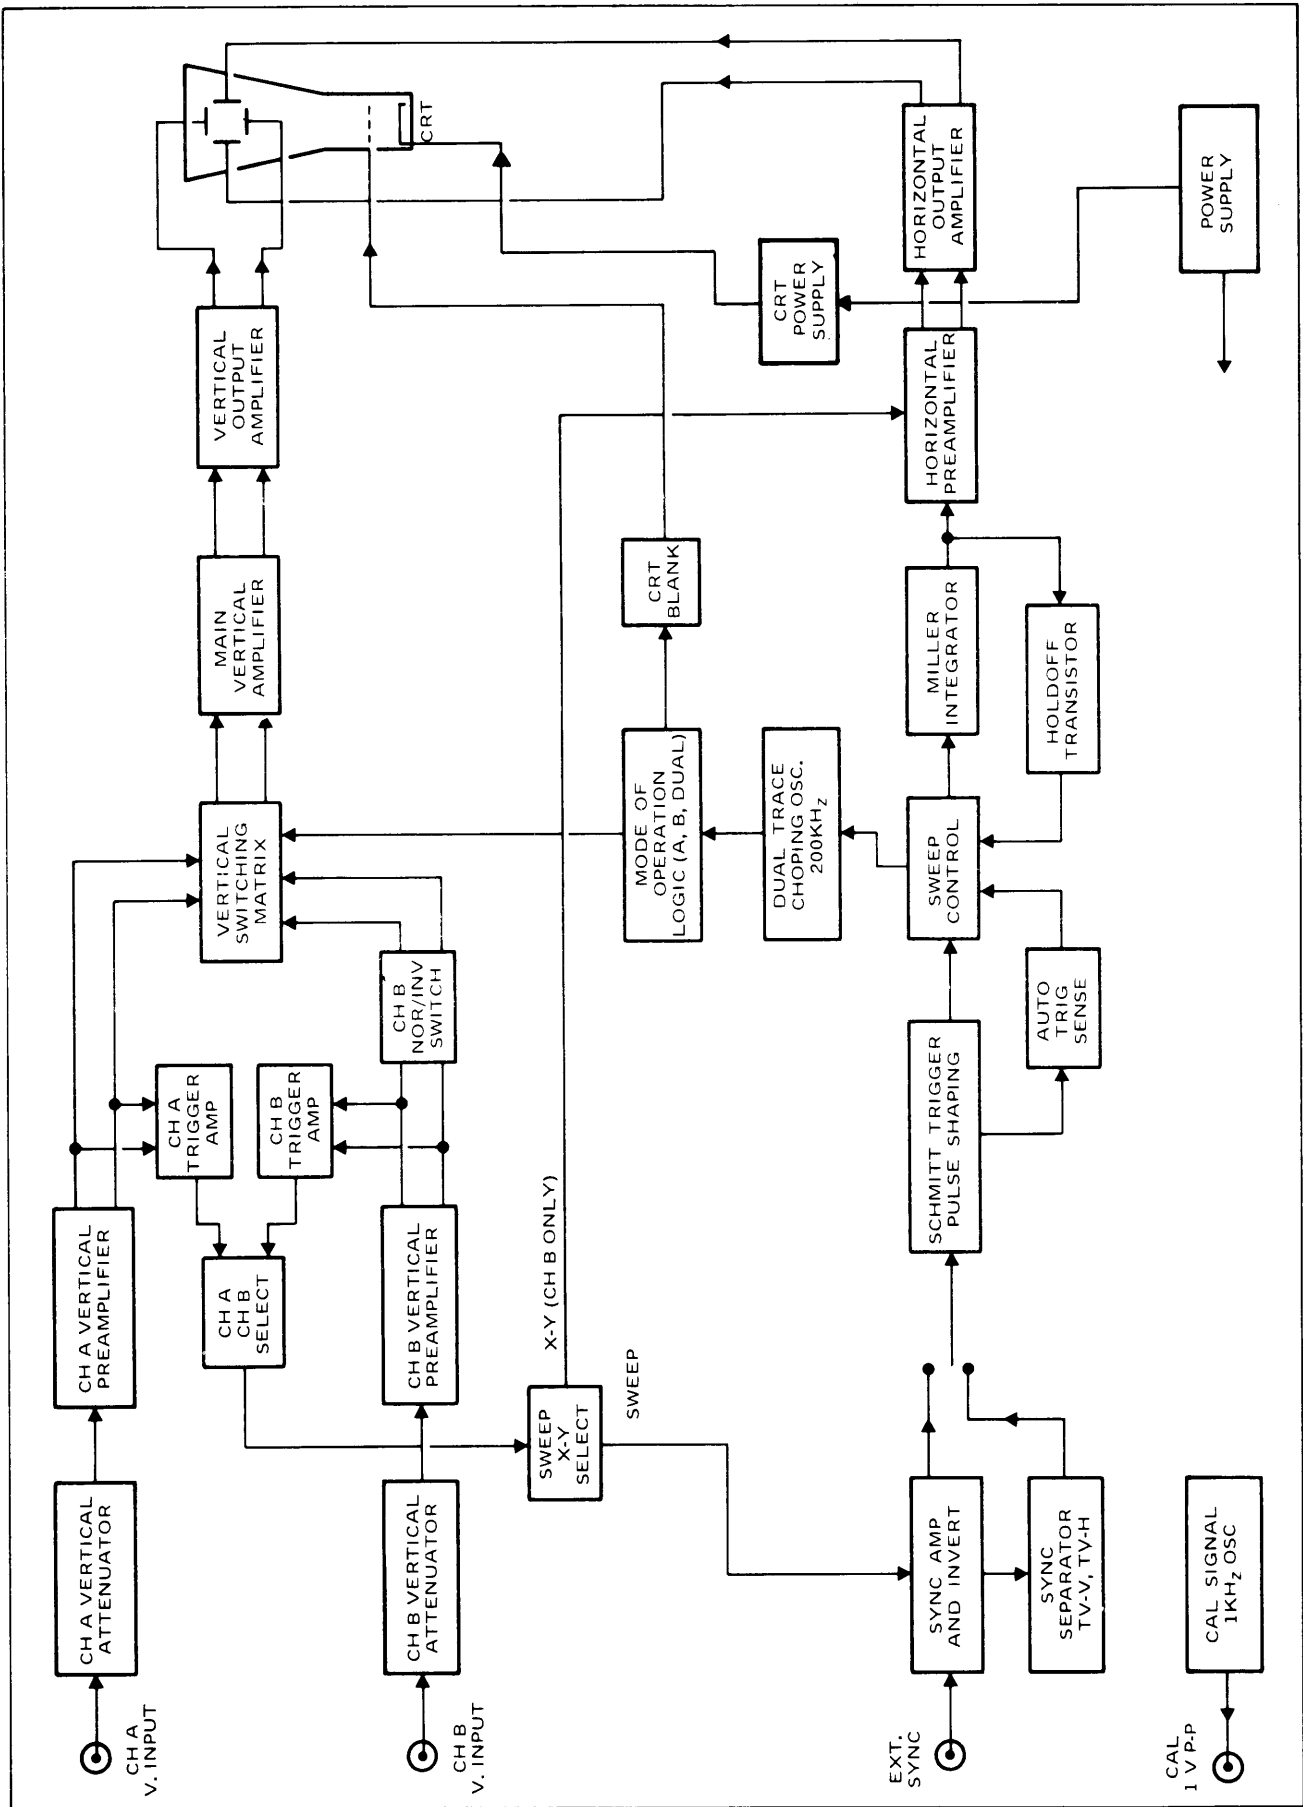 CH A
V. INPUT
CH A VERTICAL
ATTENUATOR
CH A VERTICAL
PREAMPLIFIER
CH A
TRIGGER
AMP
CH B
TRIGGER
AMP
CH A
CH B
SELECT
VERTICAL
SWITCHING
MATRIX
MAIN
VERTICAL
AMPLIFIER
VERTICAL
OUTPUT
AMPLIFIER
CRT
CH B
V. INPUT
CH B VERTICAL
ATTENUATOR
CH B VERTICAL
PREAMPLIFIER
CH B
NOR/INV
SWITCH
SWEEP
X-Y
SELECT
X-Y (CH B ONLY)
SWEEP
MODE OF
OPERATION
LOGIC (A, B, DUAL)
CRT
BLANK
DUAL TRACE
CHOPING OSC.
200KHZ
CRT
POWER
SUPPLY
EXT.
SYNC
SYNC AMP
AND INVERT
SYNC
SEPARATOR
TV-V, TV-H
SCHMITT TRIGGER
PULSE SHAPING
AUTO
TRIG
SENSE
SWEEP
CONTROL
MILLER
INTEGRATOR
HOLDOFF
TRANSISTOR
HORIZONTAL
PREAMPLIFIER
HORIZONTAL
OUTPUT
AMPLIFIER
CAL
1 V P-P
CAL SIGNAL
1KHZ OSC
POWER
SUPPLY